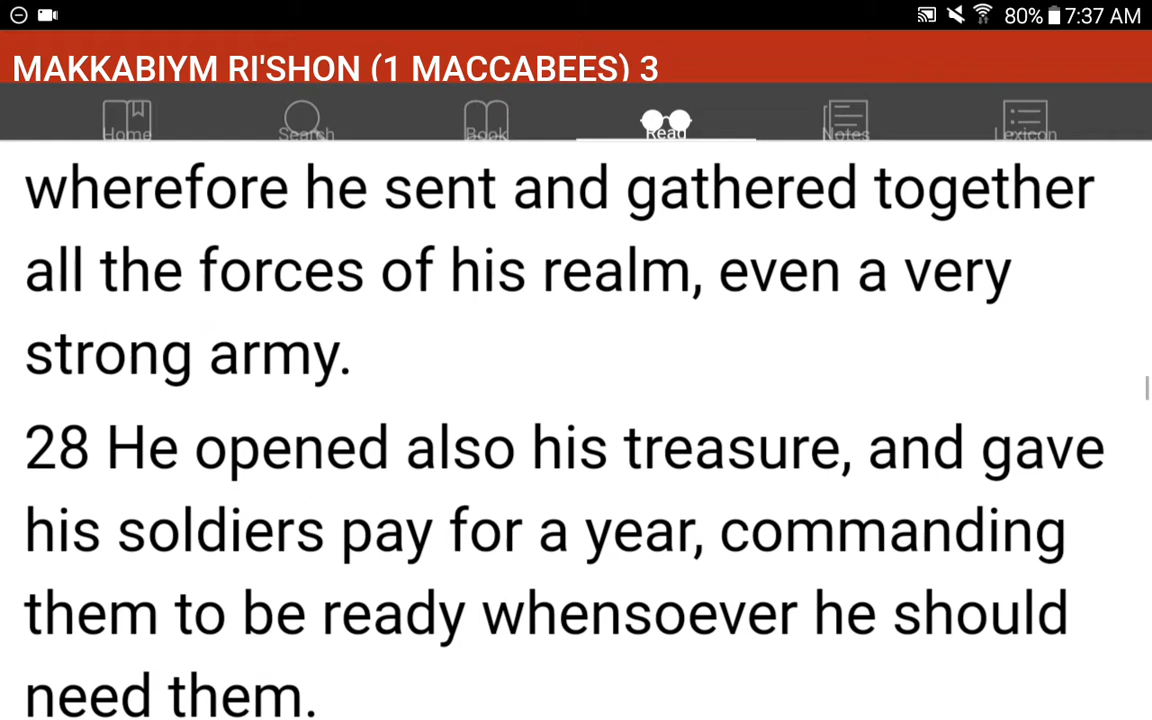 80% 7:37 AM
MAKKABIYM RI'SHON (1 MACCABEES) 3
Home Search Book Read Notes Lexicon
wherefore he sent and gathered together
all the forces of his realm, even a very
strong army.
28 He opened also his treasure, and gave
his soldiers pay for a year, commanding
them to be ready whensoever he should
need them.